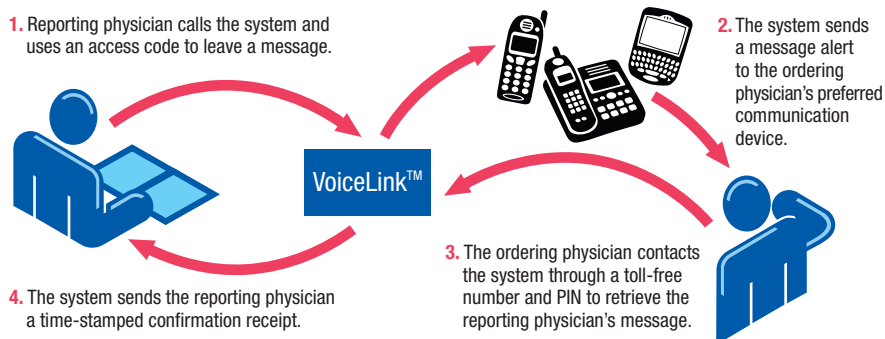 1. Reporting physician calls the system and
uses an access code to leave a message.
2. The system sends
a message alert
to the ordering
physician's preferred
communication
device.
VoiceLink™
3. The ordering physician contacts
the system through a toll-free
number and PIN to retrieve the
reporting physician's message.
4. The system sends the reporting physician
a time-stamped confirmation receipt.